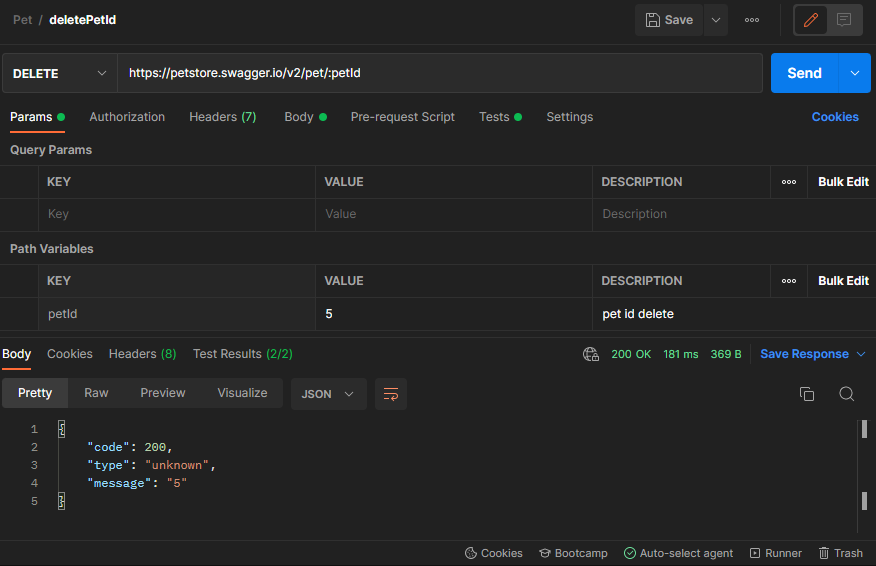 Pet / deletePetId
Save
DELETE
https://petstore.swagger.io/v2/pet/:petId
Send
Params Authorization Headers (7) Body Pre-request Script Tests Settings Cookies
Query Params
KEY VALUE DESCRIPTION Bulk Edit
Key Value Description
Path Variables
KEY VALUE DESCRIPTION Bulk Edit
petId 5 pet id delete
Body Cookies Headers (8) Test Results (2/2) 200 OK 181 ms 369 B Save Response
Pretty Raw Preview Visualize JSON
1 {
2 "code": 200,
3 "type": "unknown",
4 "message": "5"
5 }
Cookies Bootcamp Auto-select agent Runner Trash